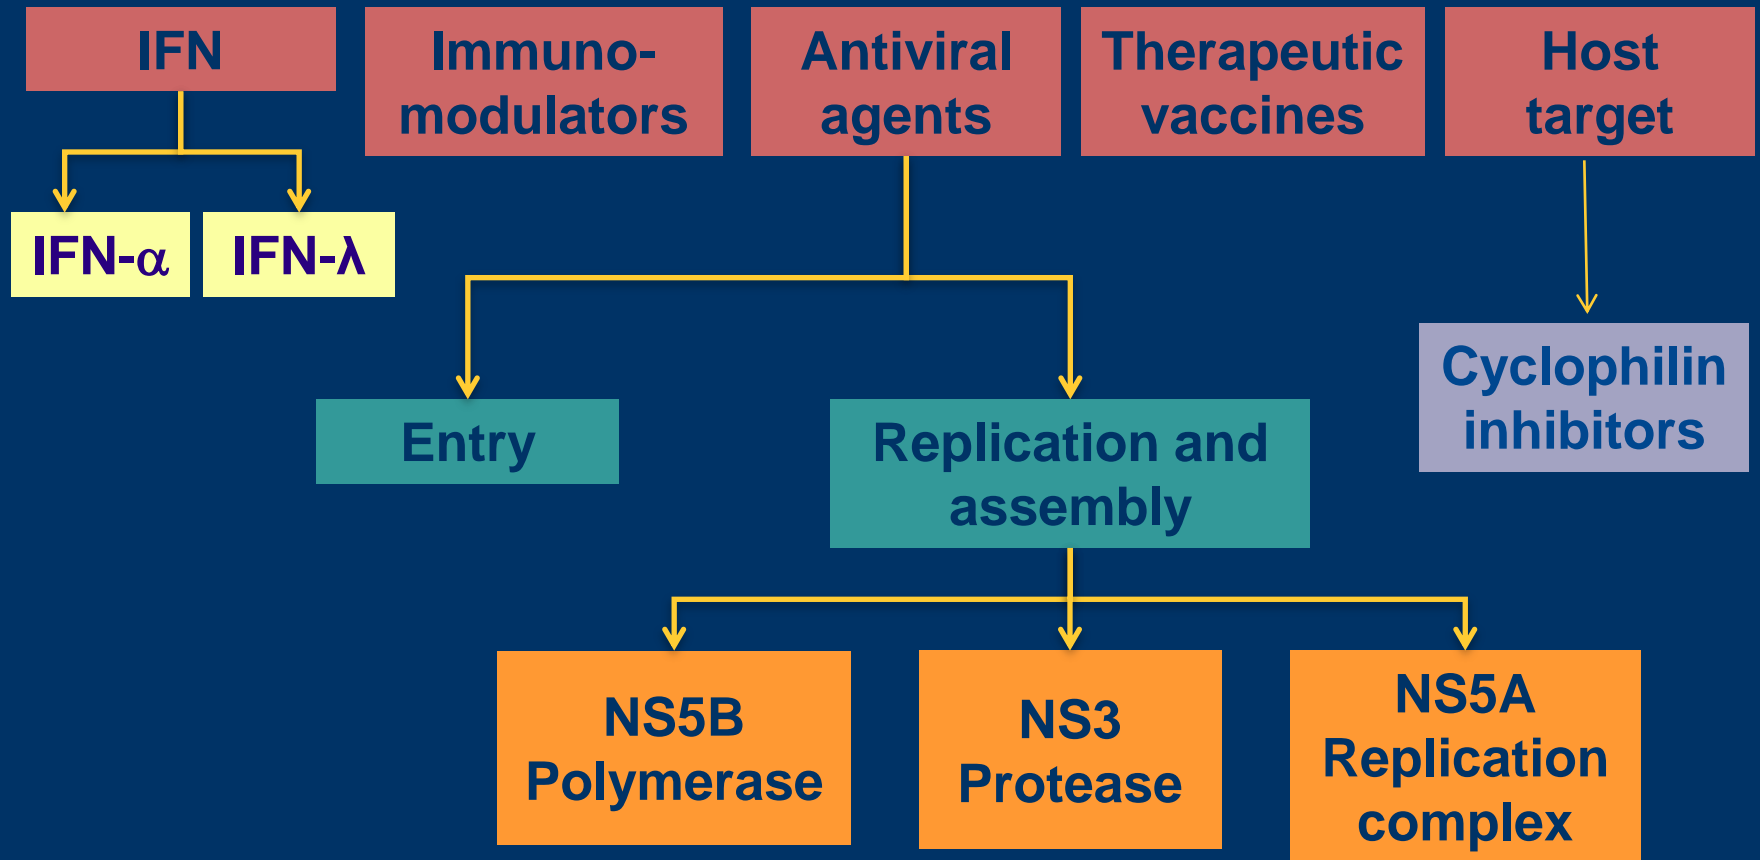 IFN
Immuno-
modulators
Antiviral
agents
Therapeutic
vaccines
Host
target
IFN-α
IFN-λ
Cyclophilin
inhibitors
Entry
Replication and
assembly
NS5B
Polymerase
NS3
Protease
NS5A
Replication
complex